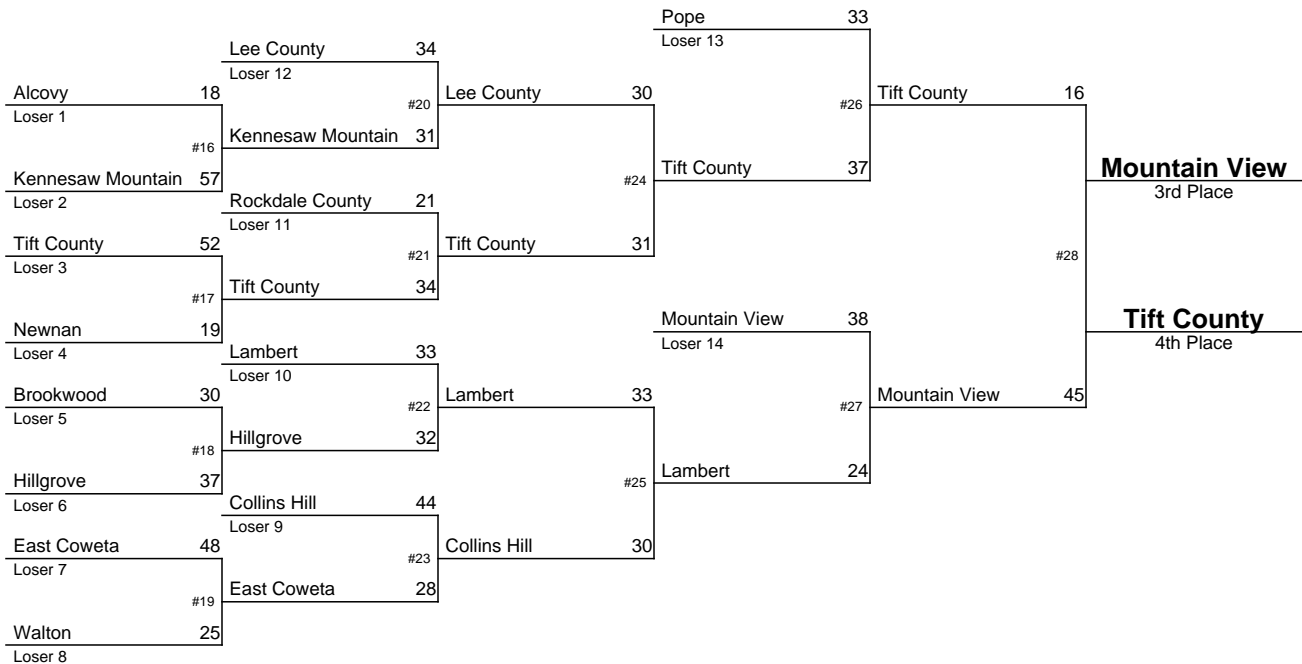 Pope 33
Loser 13
Lee County 34
Loser 12
Alcovy 18
Loser 1
#20
Lee County 30
#26
Tift County 16
#16
Kennesaw Mountain 31
Kennesaw Mountain 57
Loser 2
#24
Tift County 37
Mountain View
3rd Place
Rockdale County 21
Loser 11
Tift County 52
Loser 3
#21
Tift County 31
#28
#17
Tift County 34
Newnan 19
Loser 4
Mountain View 38
Loser 14
Tift County
4th Place
Lambert 33
Loser 10
Brookwood 30
Loser 5
#22
Lambert 33
#27
Mountain View 45
#18
Hillgrove 32
Hillgrove 37
Loser 6
#25
Lambert 24
Collins Hill 44
Loser 9
East Coweta 48
Loser 7
#23
Collins Hill 30
#19
East Coweta 28
Walton 25
Loser 8